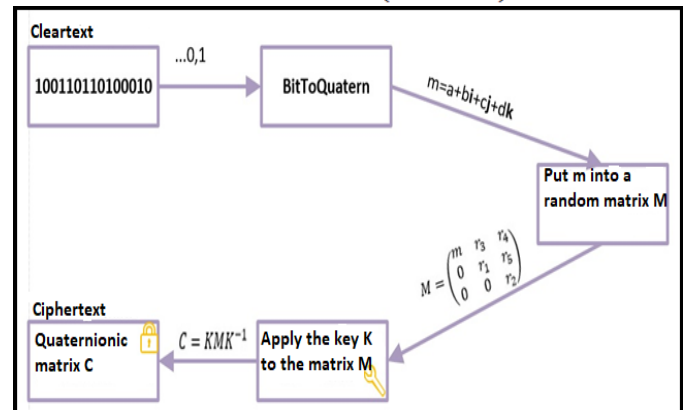 Cleartext
100110110100010
...0,1
BitToQuatern
m=a+bi+cj+dk
Put m into a
random matrix M
M = (m r₃ r₄
0 r₁ r₅
0 0 r₂)
Ciphertext
Quaternionic
matrix C
C = KMK⁻¹
Apply the key K
to the matrix M